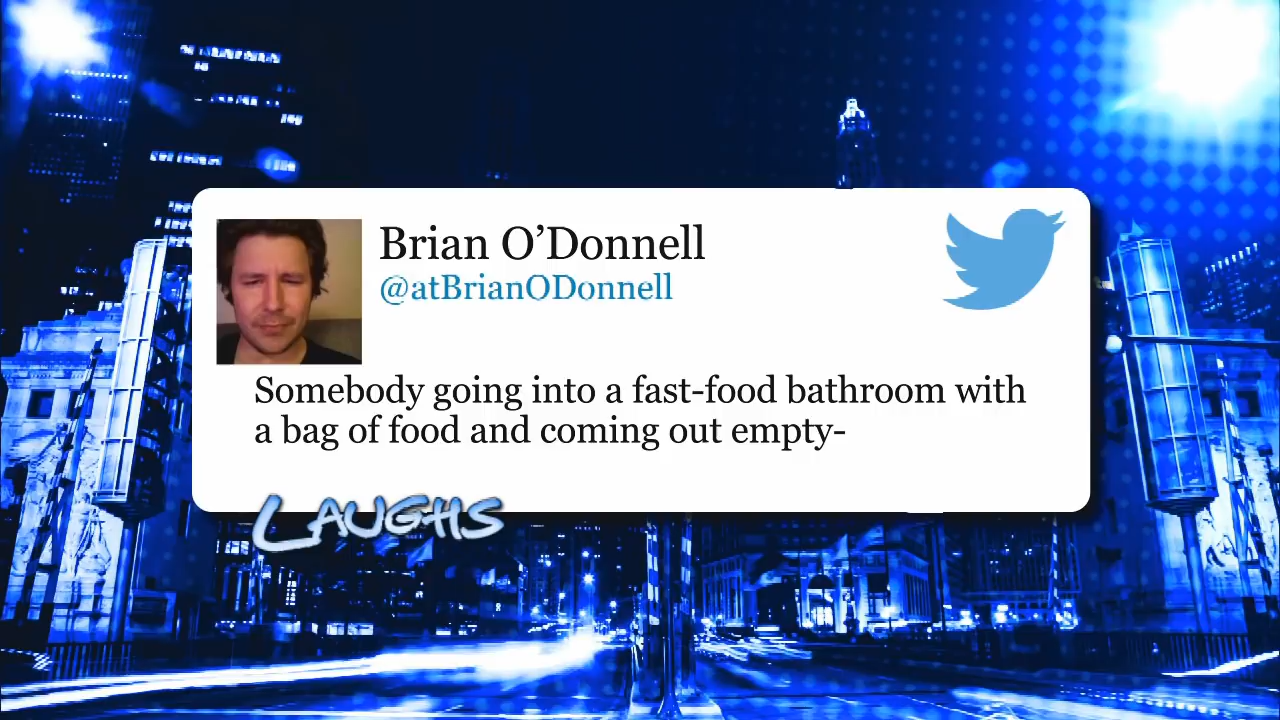 Brian O’Donnell
@atBrianODonnell
Somebody going into a fast-food bathroom with
a bag of food and coming out empty-
LAUGHS